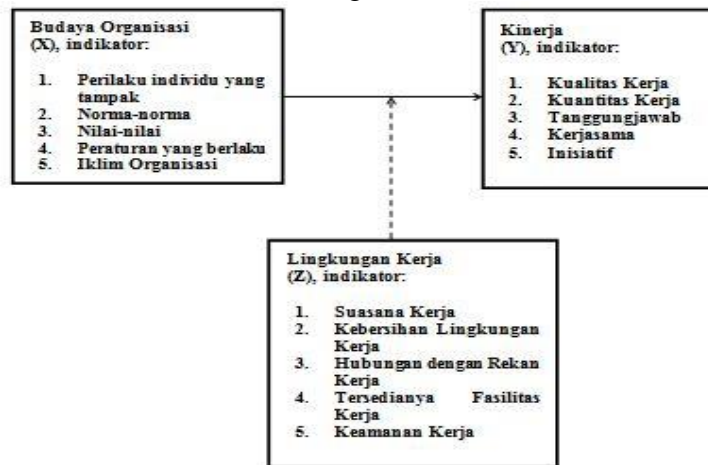 Budaya Organisasi
(X), indikator:
1. Perilaku individu yang
tampak
2. Norma-norma
3. Nilai-nilai
4. Peraturan yang berlaku
5. Iklim Organisasi
Kinerja
(Y), indikator:
1. Kualitas Kerja
2. Kuantitas Kerja
3. Tanggungjawab
4. Kerjasama
5. Inisiatif
Lingkungan Kerja
(Z), indikator:
1. Suasana Kerja
2. Kebersihan Lingkungan
Kerja
3. Hubungan dengan Rekan
Kerja
4. Tersedianya Fasilitas
Kerja
5. Keamanan Kerja